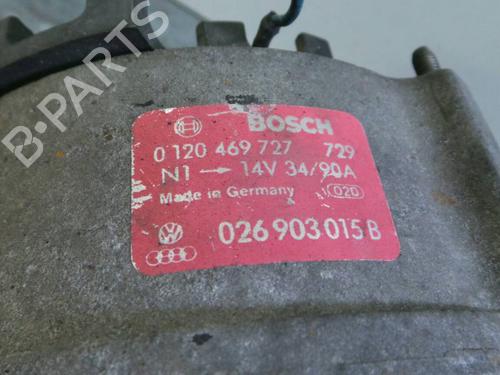 BOSCH
0 120 469 727 729
N1 → 14V 34/90A
Made in Germany 020
026 903 015 B
B-PARTS